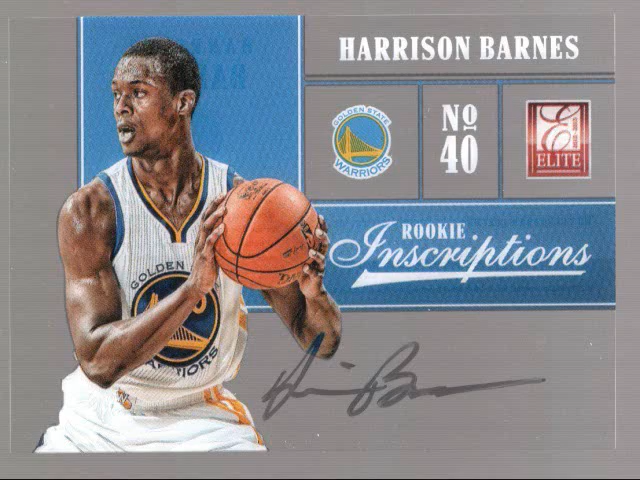 HARRISON BARNES
GOLDEN STATE
WARRIORS
No
40
E
ELITE
ROOKIE
Inscriptions
GOLDEN
WARRIORS